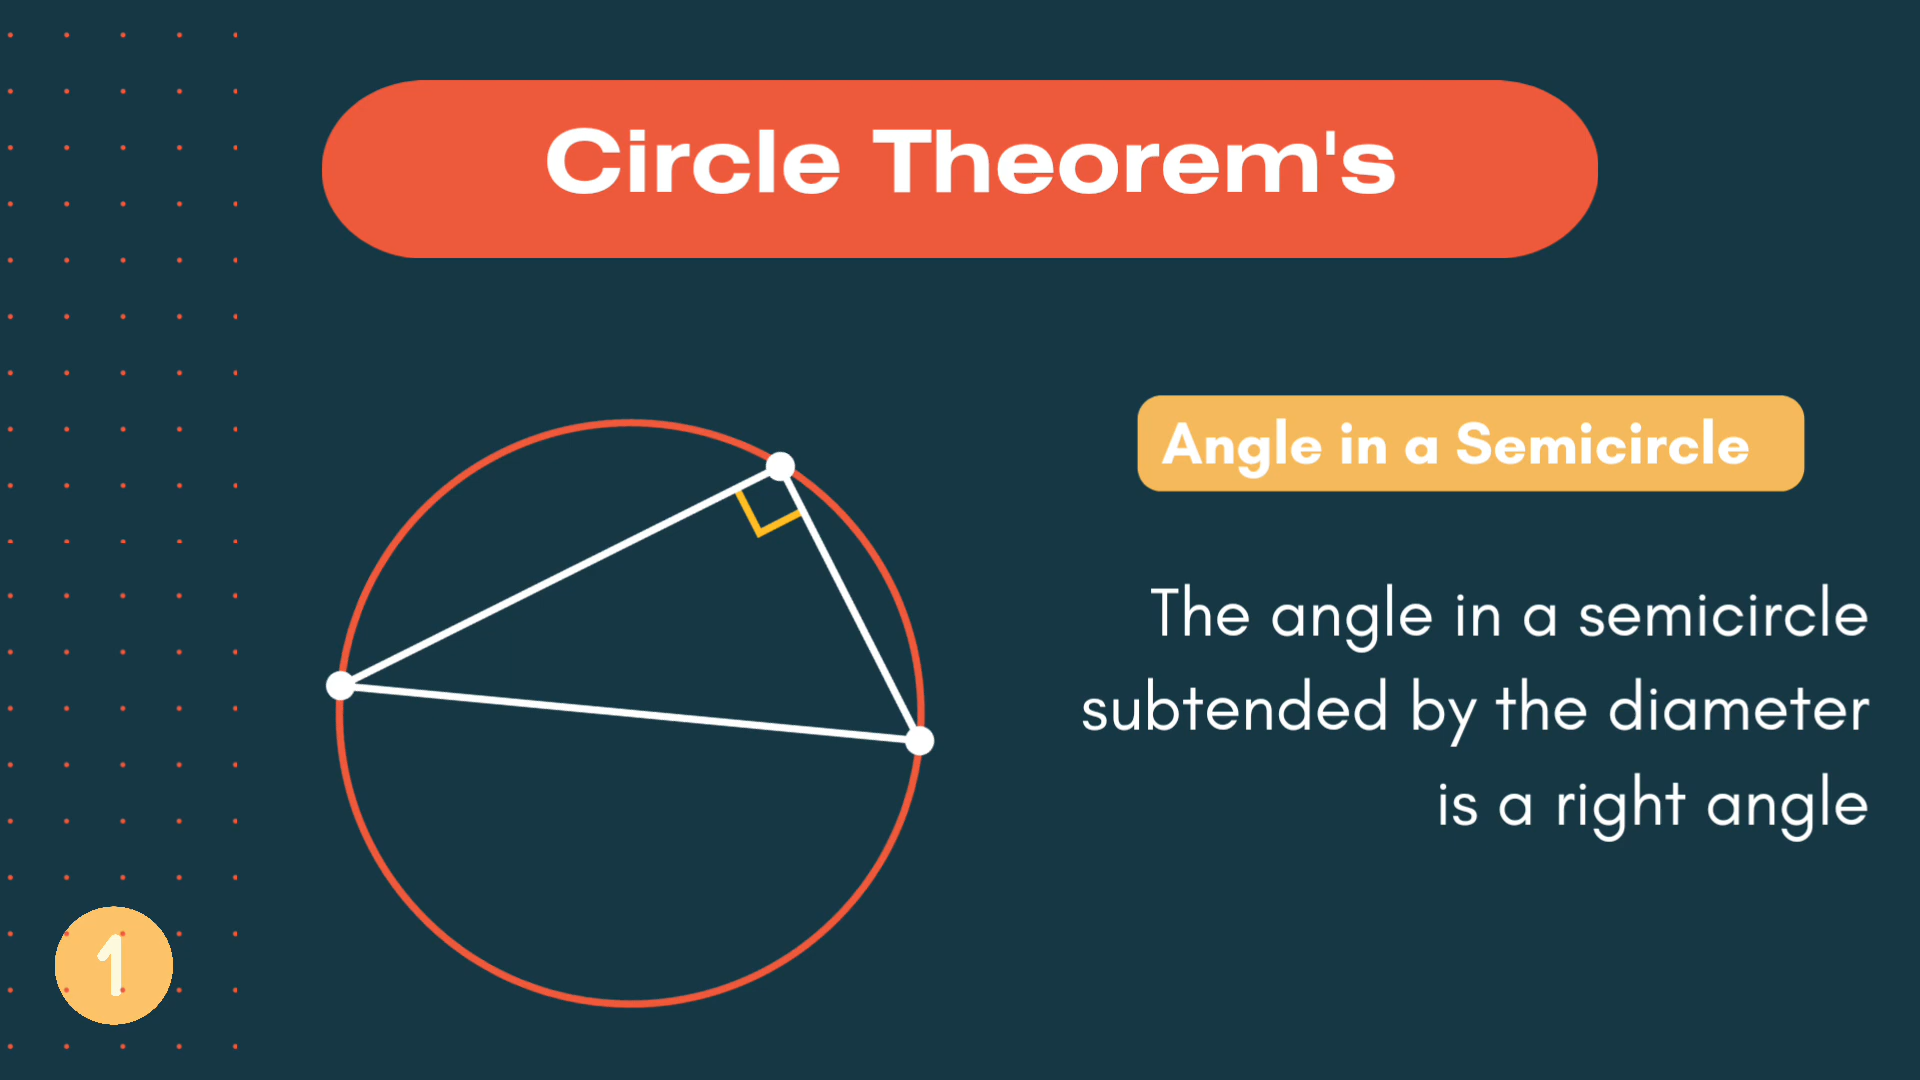 Circle Theorem's
Angle in a Semicircle
The angle in a semicircle
subtended by the diameter
is a right angle
1